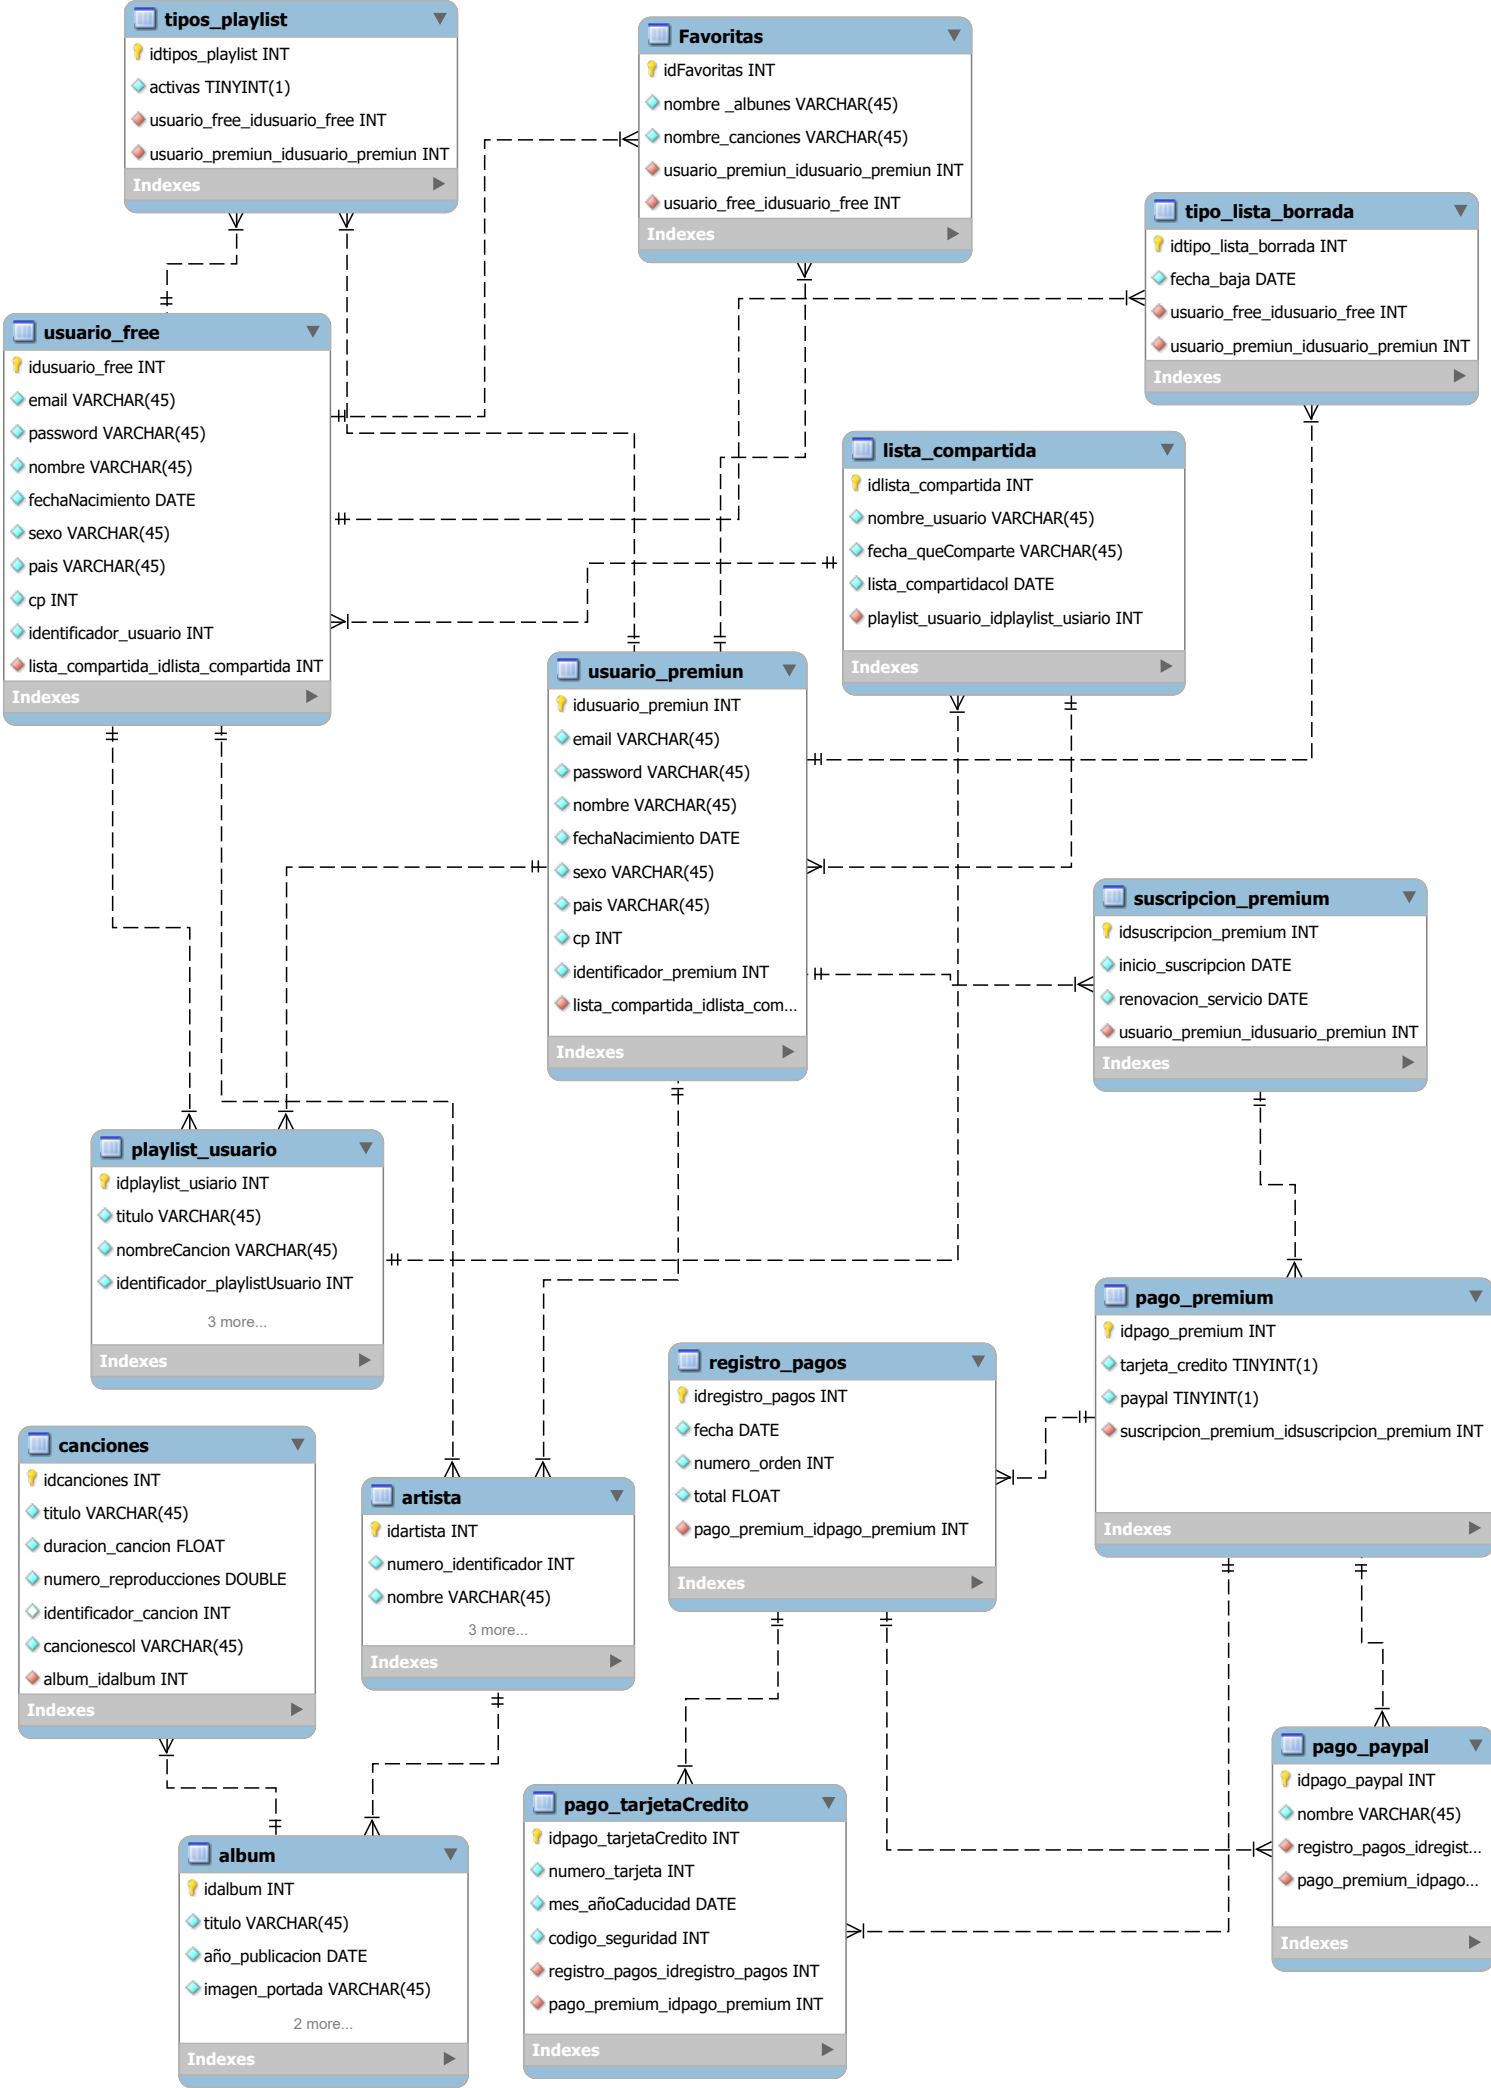 tipos_playlist
idtipos_playlist INT
activas TINYINT(1)
usuario_free_idusuario_free INT
usuario_premiun_idusuario_premiun INT
Indexes
Favoritas
idFavoritas INT
nombre _albunes VARCHAR(45)
nombre_canciones VARCHAR(45)
usuario_premiun_idusuario_premiun INT
usuario_free_idusuario_free INT
Indexes
tipo_lista_borrada
idtipo_lista_borrada INT
fecha_baja DATE
usuario_free_idusuario_free INT
usuario_premiun_idusuario_premiun INT
Indexes
usuario_free
idusuario_free INT
email VARCHAR(45)
password VARCHAR(45)
nombre VARCHAR(45)
fechaNacimiento DATE
sexo VARCHAR(45)
pais VARCHAR(45)
cp INT
identificador_usuario INT
lista_compartida_idlista_compartida INT
Indexes
lista_compartida
idlista_compartida INT
nombre_usuario VARCHAR(45)
fecha_queComparte VARCHAR(45)
lista_compartidacol DATE
playlist_usuario_idplaylist_usiario INT
Indexes
usuario_premiun
idusuario_premiun INT
email VARCHAR(45)
password VARCHAR(45)
nombre VARCHAR(45)
fechaNacimiento DATE
sexo VARCHAR(45)
pais VARCHAR(45)
cp INT
identificador_premium INT
lista_compartida_idlista_com...
Indexes
suscripcion_premium
idsuscripcion_premium INT
inicio_suscripcion DATE
renovacion_servicio DATE
usuario_premiun_idusuario_premiun INT
Indexes
playlist_usuario
idplaylist_usiario INT
titulo VARCHAR(45)
nombreCancion VARCHAR(45)
identificador_playlistUsuario INT
3 more...
Indexes
pago_premium
idpago_premium INT
tarjeta_credito TINYINT(1)
paypal TINYINT(1)
suscripcion_premium_idsuscripcion_premium INT
Indexes
registro_pagos
idregistro_pagos INT
fecha DATE
numero_orden INT
total FLOAT
pago_premium_idpago_premium INT
Indexes
canciones
idcanciones INT
titulo VARCHAR(45)
duracion_cancion FLOAT
numero_reproducciones DOUBLE
identificador_cancion INT
cancionescol VARCHAR(45)
album_idalbum INT
Indexes
artista
idartista INT
numero_identificador INT
nombre VARCHAR(45)
3 more...
Indexes
pago_paypal
idpago_paypal INT
nombre VARCHAR(45)
registro_pagos_idregist...
pago_premium_idpago...
Indexes
pago_tarjetaCredito
idpago_tarjetaCredito INT
numero_tarjeta INT
mes_añoCaducidad DATE
codigo_seguridad INT
registro_pagos_idregistro_pagos INT
pago_premium_idpago_premium INT
Indexes
album
idalbum INT
titulo VARCHAR(45)
año_publicacion DATE
imagen_portada VARCHAR(45)
2 more...
Indexes